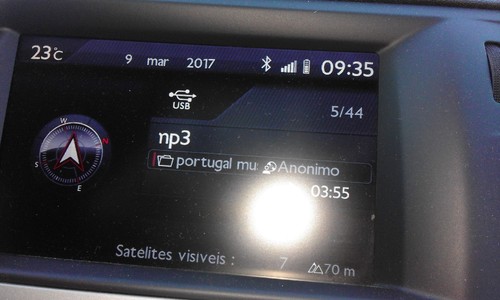 23°C 9 mar 2017 09:35
USB
5/44
np3
portugal mu Anonimo
03:55
W N S E
Satelites visiveis : 7 70 m